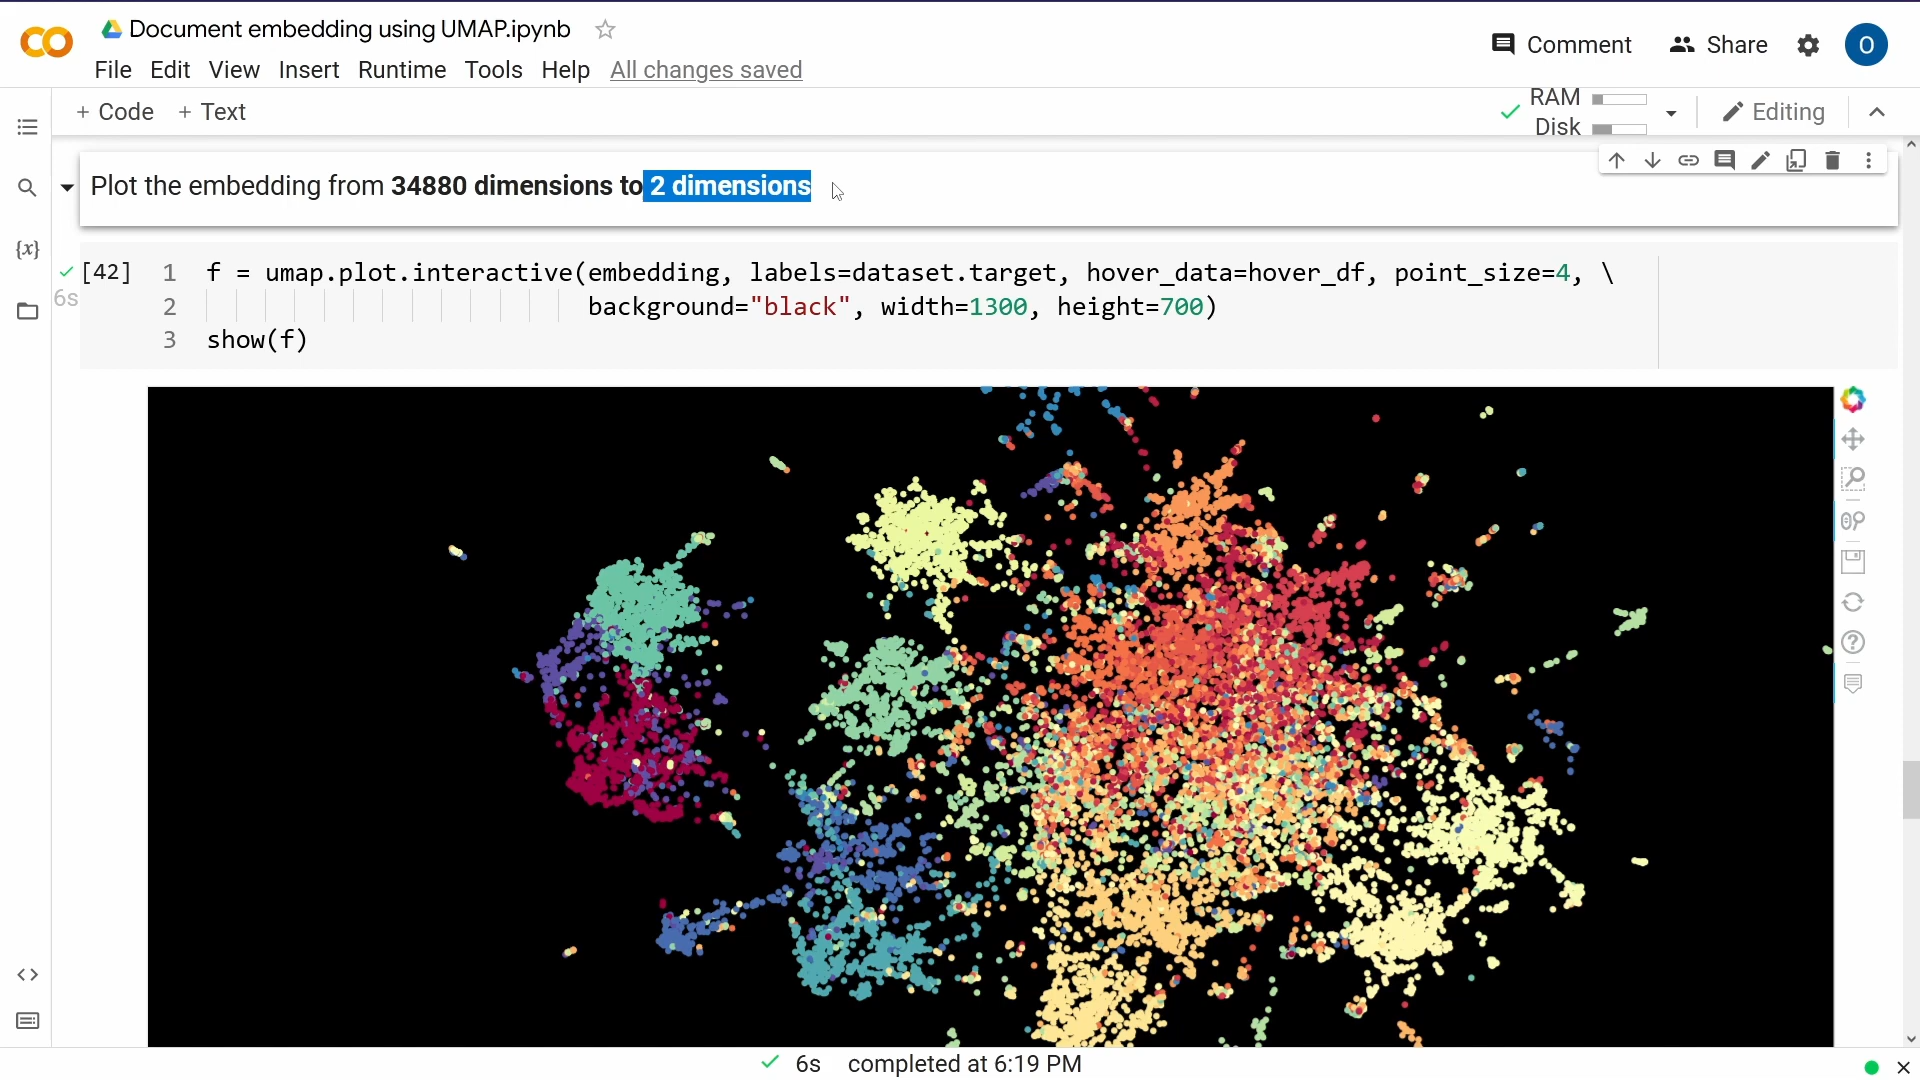 Document embedding using UMAP.ipynb
File Edit View Insert Runtime Tools Help All changes saved
Comment Share O
+ Code + Text
RAM
Disk
Editing
Plot the embedding from 34880 dimensions to 2 dimensions
{x}
[42]
6s
1 f = umap.plot.interactive(embedding, labels=dataset.target, hover_data=hover_df, point_size=4, \
2 background="black", width=1300, height=700)
3 show(f)
6s completed at 6:19 PM